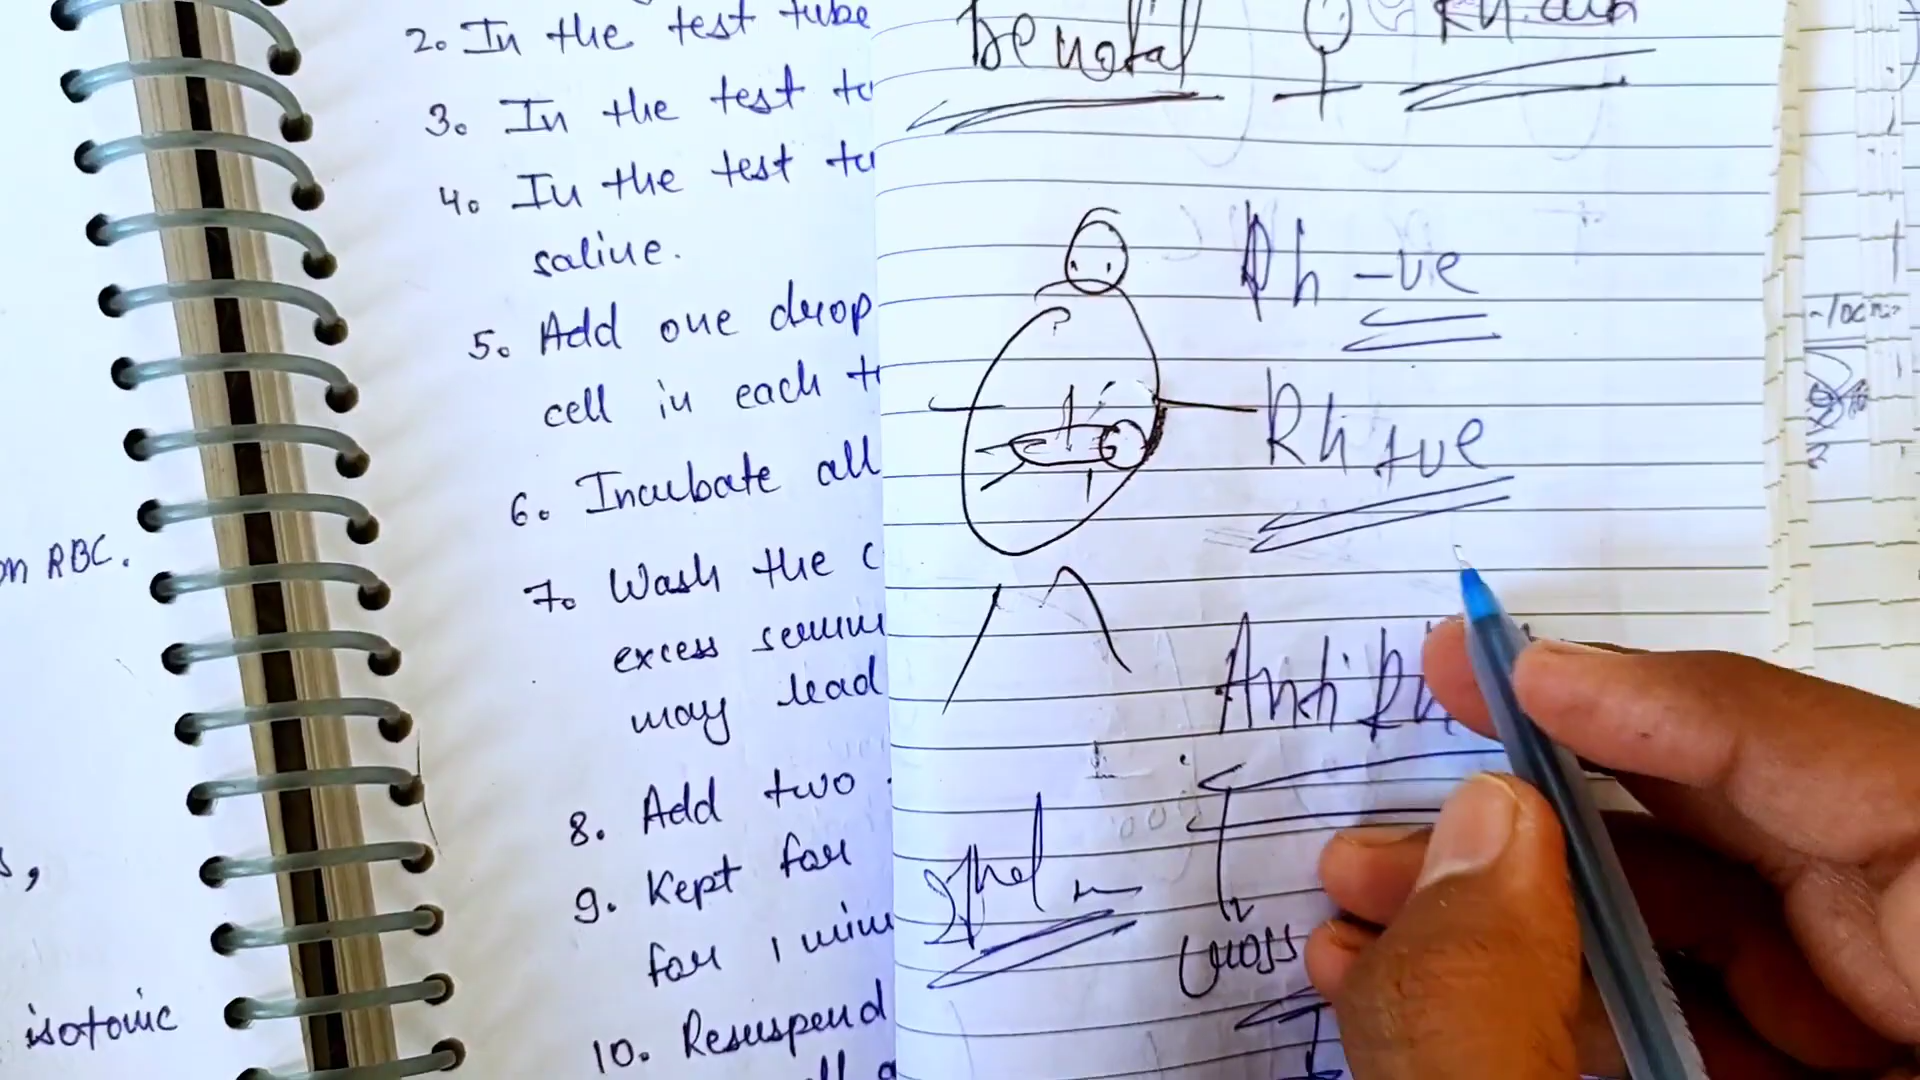 on RBC.
isotonic
2. In the test tube
3. In the test tu
4. In the test tu
saline.
5. Add one drop
cell in each t
6. Incubate all
7. Wash the c
excess serum
may lead
8. Add two
9. Kept for
for 1 min
10. Resuspend
Rh -ve
Rh +ve
Anti Rh
Cross